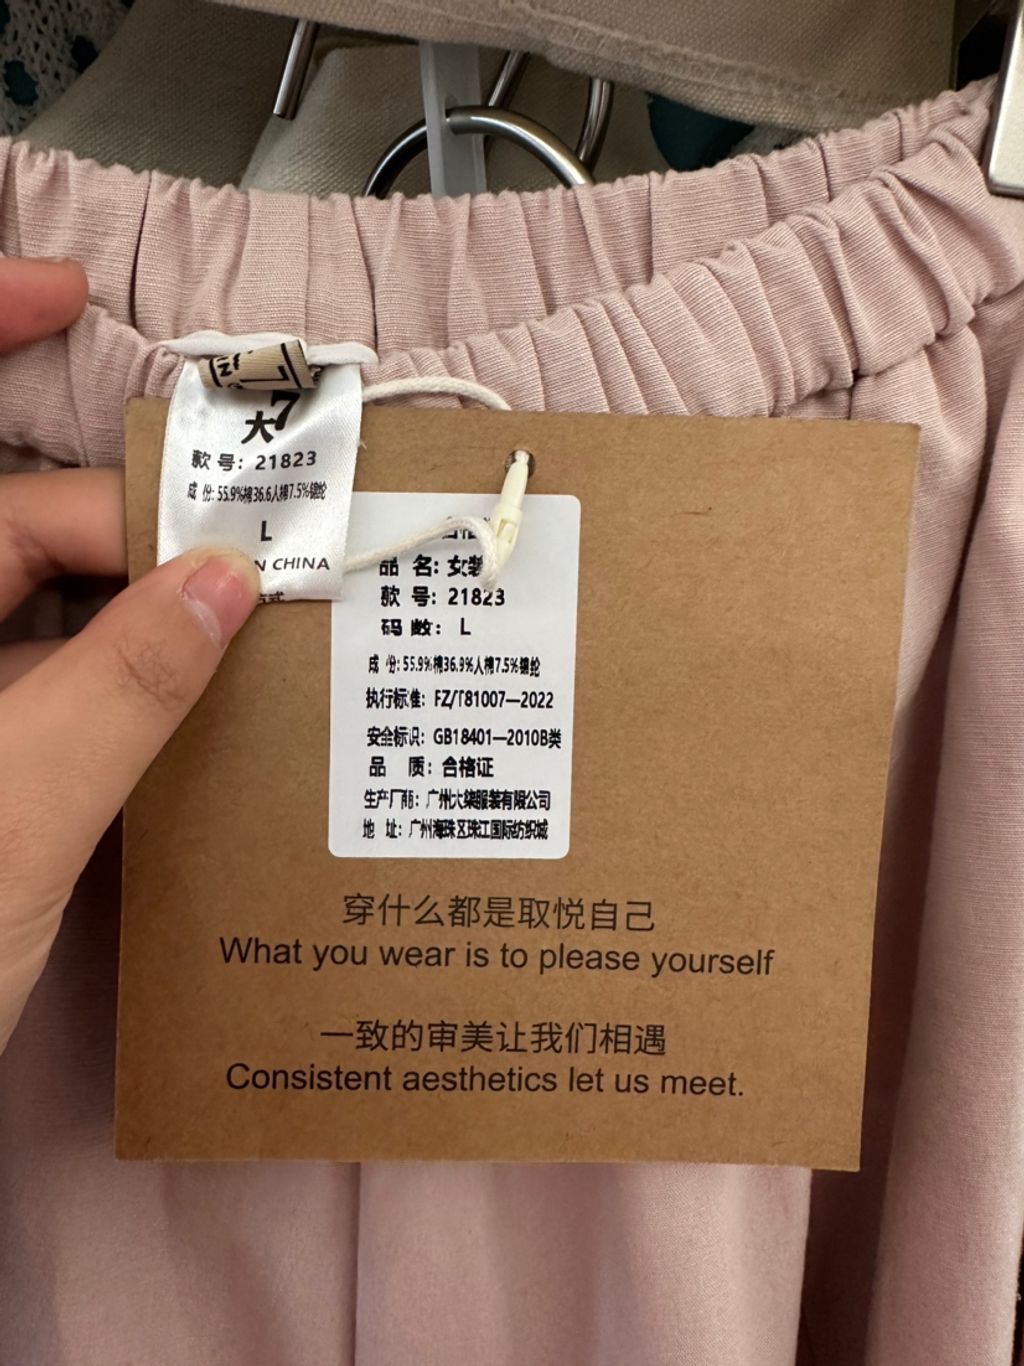 L
大7
款号: 21823
成 份: 55.9%棉36.6人棉7.5%锦纶
L
N CHINA
品 名: 女装
款 号: 21823
码 数: L
成 份: 55.9%棉36.9%人棉7.5%锦纶
执行标准: FZ/T81007—2022
安全标识: GB18401—2010B类
品 质: 合格证
生产厂商: 广州大柒服装有限公司
地 址: 广州海珠区珠江国际纺织城
穿什么都是取悦自己
What you wear is to please yourself
一致的审美让我们相遇
Consistent aesthetics let us meet.